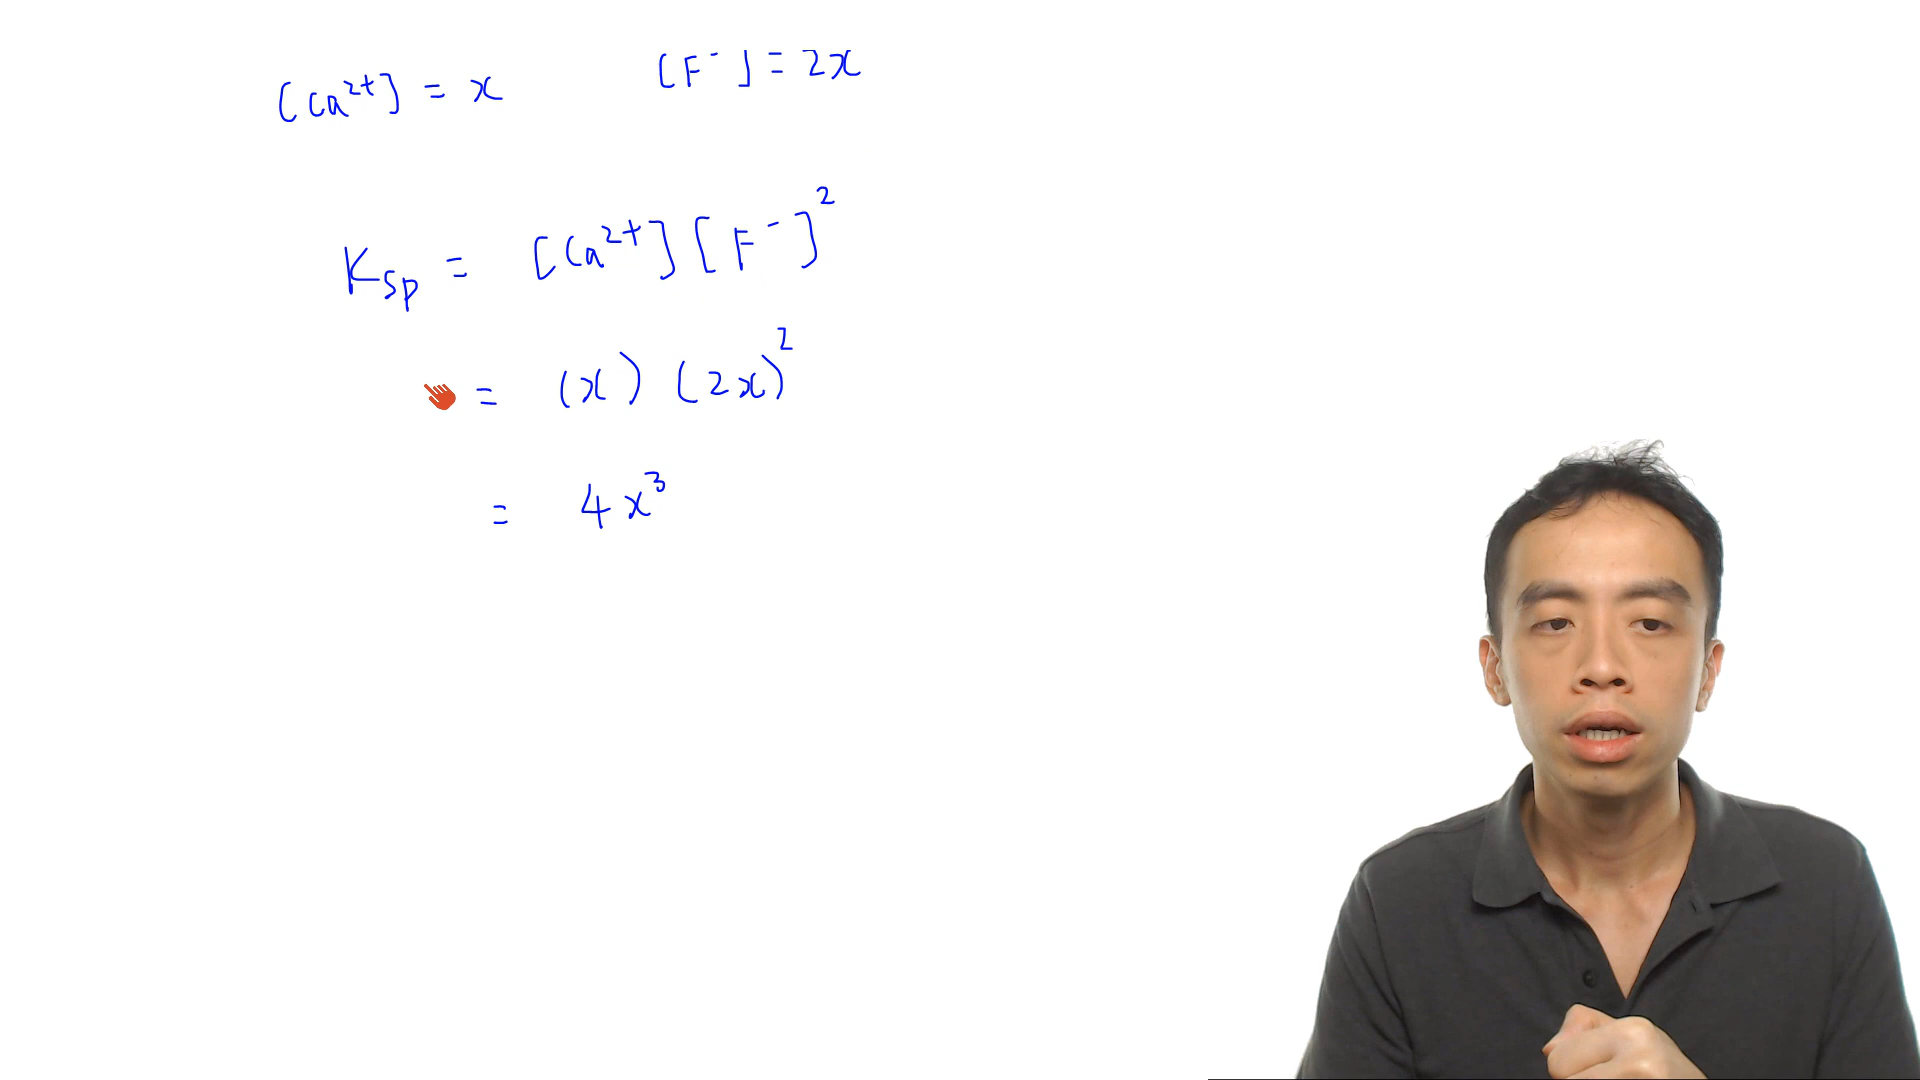 [Ca²⁺] = x [F⁻] = 2x
Ksp = [Ca²⁺][F⁻]²
= (x) (2x)²
= 4x³